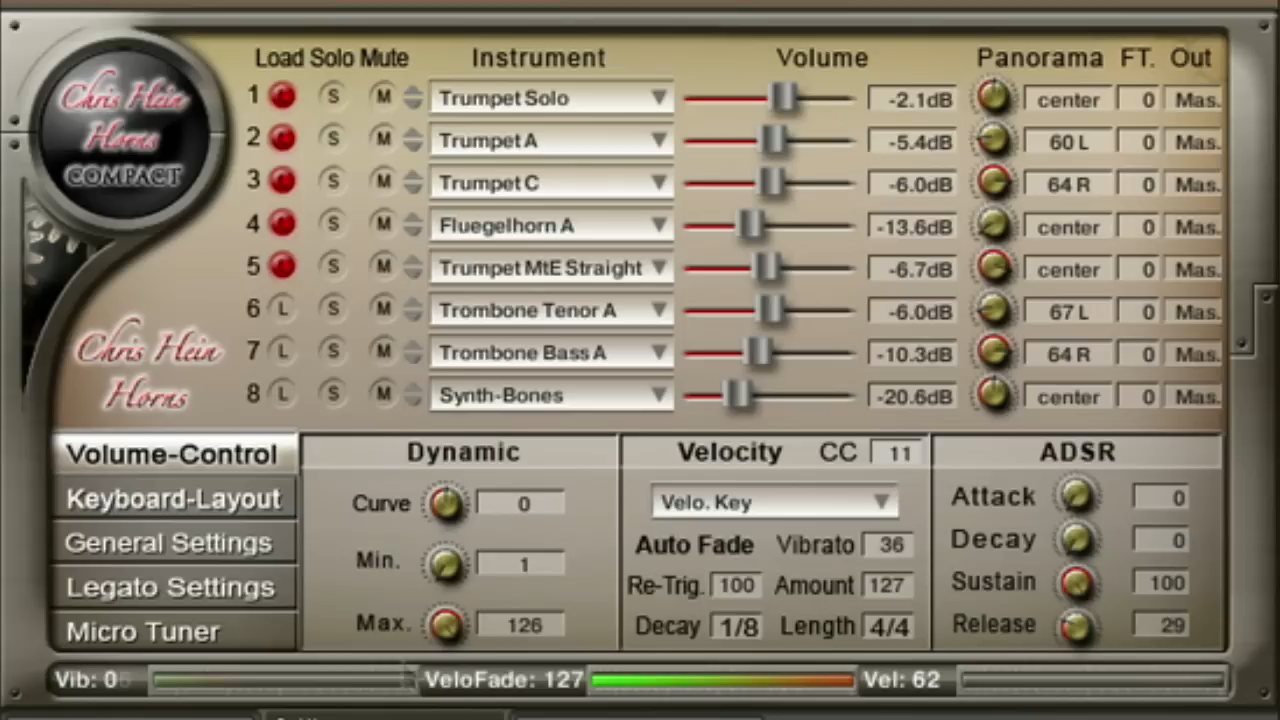 Chris Hein
Horns
COMPACT
Load Solo Mute Instrument Volume Panorama FT. Out
1 S M Trumpet Solo -2.1dB center 0 Mas.
2 S M Trumpet A -5.4dB 60 L 0 Mas.
3 S M Trumpet C -6.0dB 64 R 0 Mas.
4 S M Fluegelhorn A -13.6dB center 0 Mas.
5 S M Trumpet MtE Straight -6.7dB center 0 Mas.
6 L S M Trombone Tenor A -6.0dB 67 L 0 Mas.
7 L S M Trombone Bass A -10.3dB 64 R 0 Mas.
8 L S M Synth-Bones -20.6dB center 0 Mas.
Chris Hein
Horns
Volume-Control
Keyboard-Layout
General Settings
Legato Settings
Micro Tuner
Dynamic
Curve 0
Min. 1
Max. 126
Velocity CC 11
Velo. Key
Auto Fade Vibrato 36
Re-Trig. 100 Amount 127
Decay 1/8 Length 4/4
ADSR
Attack 0
Decay 0
Sustain 100
Release 29
Vib: 0 VeloFade: 127 Vel: 62